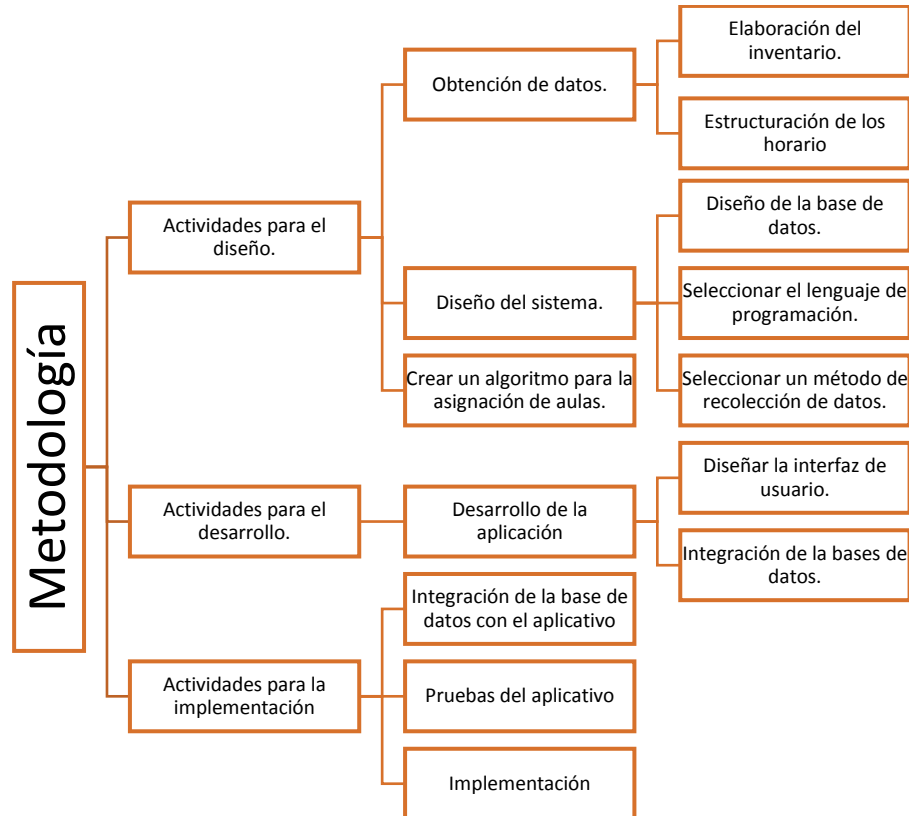 Metodología
Actividades para el
diseño.
Obtención de datos.
Elaboración del
inventario.
Estructuración de los
horario
Diseño del sistema.
Diseño de la base de
datos.
Seleccionar el lenguaje de
programación.
Seleccionar un método de
recolección de datos.
Crear un algoritmo para la
asignación de aulas.
Actividades para el
desarrollo.
Desarrollo de la
aplicación
Diseñar la interfaz de
usuario.
Integración de la bases de
datos.
Actividades para la
implementación
Integración de la base de
datos con el aplicativo
Pruebas del aplicativo
Implementación